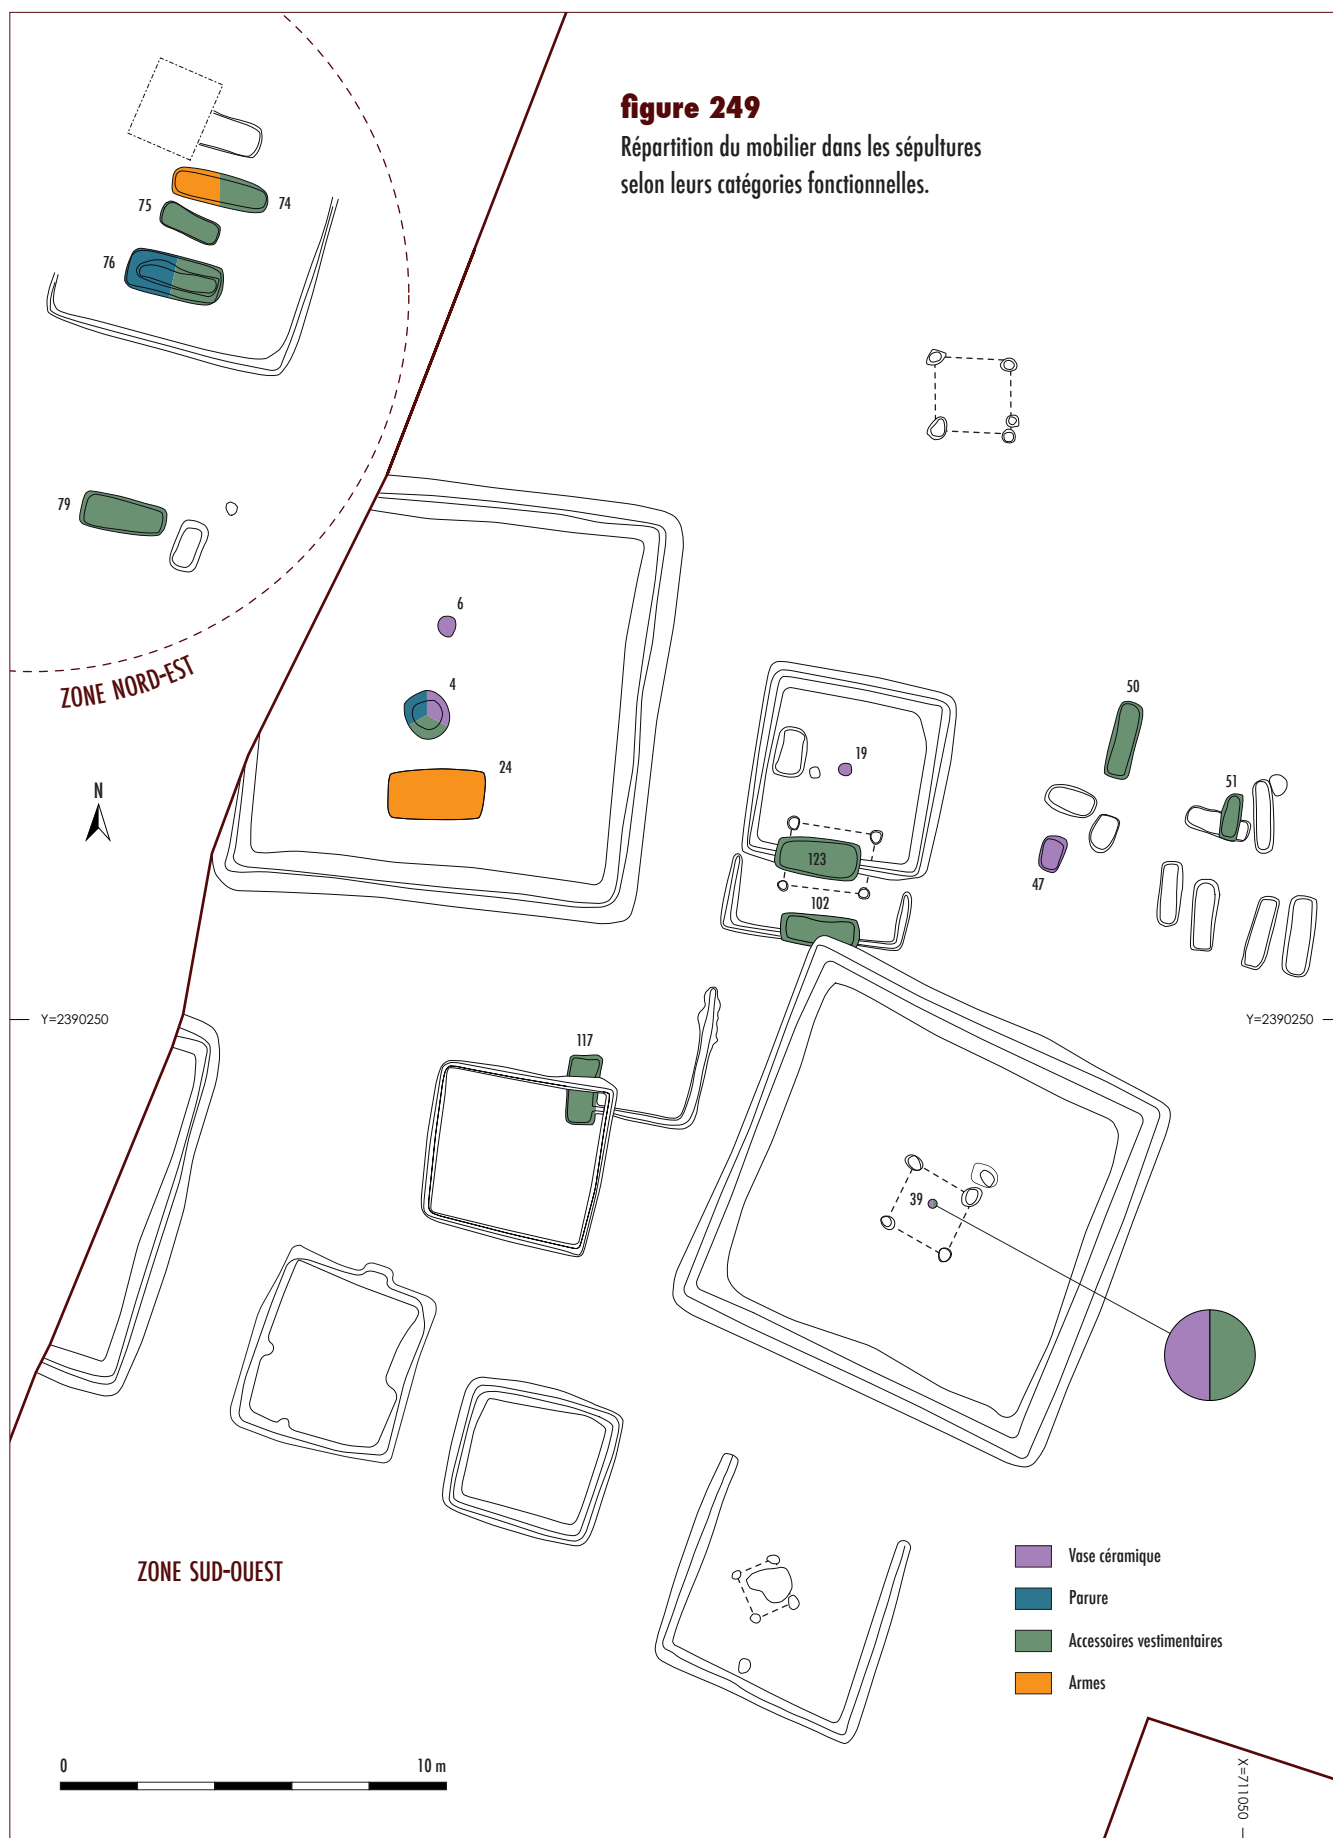 figure 249
Répartition du mobilier dans les sépultures
selon leurs catégories fonctionnelles.
74
75
76
79
ZONE NORD-EST
N
6
4
24
19
50
51
47
123
102
Y=2390250
Y=2390250
117
39
ZONE SUD-OUEST
Vase céramique
Parure
Accessoires vestimentaires
Armes
0
10 m
X=711050